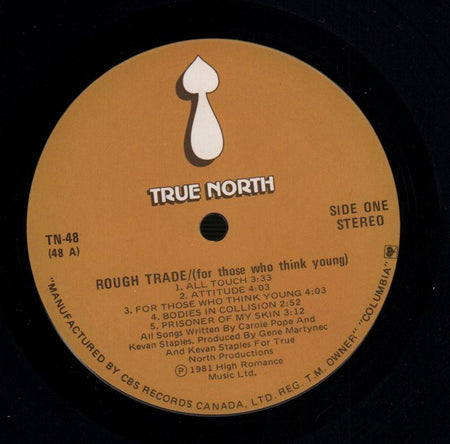 TRUE NORTH
SIDE ONE
STEREO
TN-48
(48 A)
ROUGH TRADE/(for those who think young)
1. ALL TOUCH 3:33
2. ATTITUDE 4:03
3. FOR THOSE WHO THINK YOUNG 4:03
4. BODIES IN COLLISION 2:52
5. PRISONER OF MY SKIN 3:12
All Songs Written By Carole Pope And
Kevan Staples. Produced By Gene Martynec
And Kevan Staples For True
North Productions
Ⓟ 1981 High Romance
Music Ltd.
"MANUFACTURED BY CBS RECORDS CANADA, LTD. REG. T.M. OWNER" "COLUMBIA"